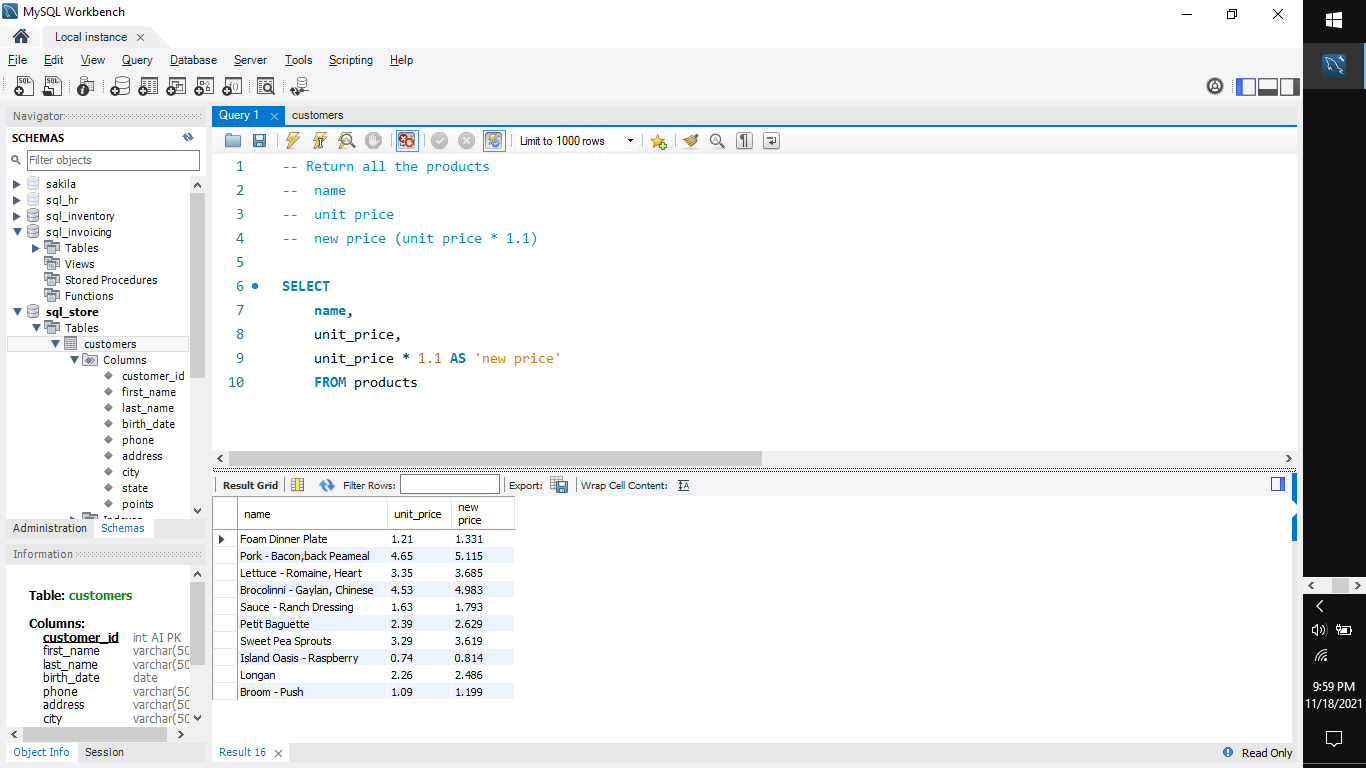 MySQL Workbench
Local instance
File Edit View Query Database Server Tools Scripting Help
Navigator
SCHEMAS
Filter objects
sakila
sql_hr
sql_inventory
sql_invoicing
Tables
Views
Stored Procedures
Functions
sql_store
Tables
customers
Columns
customer_id
first_name
last_name
birth_date
phone
address
city
state
points
Administration Schemas
Information
Table: customers
Columns:
customer_id int AI PK
first_name varchar(50
last_name varchar(50
birth_date date
phone varchar(50
address varchar(50
city varchar(50
Object Info Session
Query 1 customers
Limit to 1000 rows
1 -- Return all the products
2 -- name
3 -- unit price
4 -- new price (unit price * 1.1)
5
6 SELECT
7 name,
8 unit_price,
9 unit_price * 1.1 AS 'new price'
10 FROM products
Result Grid Filter Rows: Export: Wrap Cell Content:
name unit_price new price
Foam Dinner Plate 1.21 1.331
Pork - Bacon,back Peameal 4.65 5.115
Lettuce - Romaine, Heart 3.35 3.685
Brocolinni - Gaylan, Chinese 4.53 4.983
Sauce - Ranch Dressing 1.63 1.793
Petit Baguette 2.39 2.629
Sweet Pea Sprouts 3.29 3.619
Island Oasis - Raspberry 0.74 0.814
Longan 2.26 2.486
Broom - Push 1.09 1.199
Result 16
Read Only
9:59 PM
11/18/2021